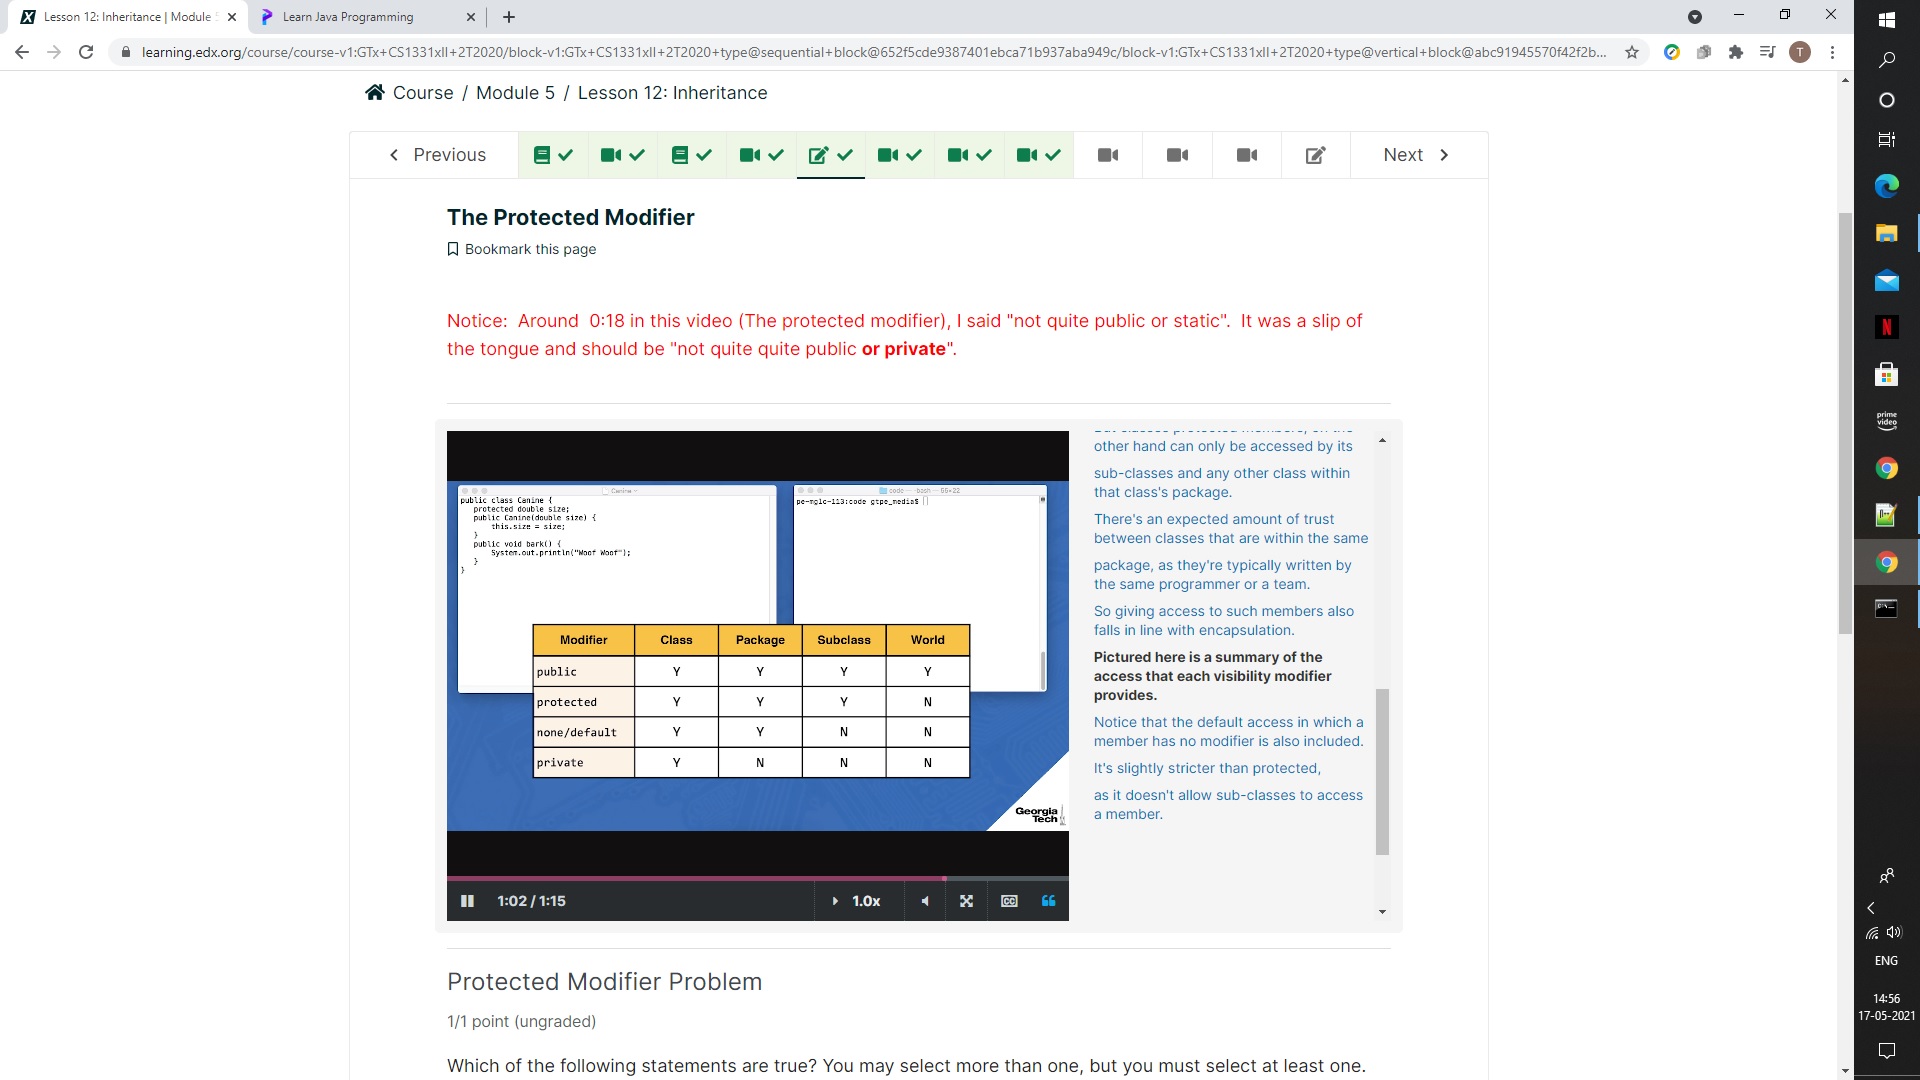 Lesson 12: Inheritance | Module 5
Learn Java Programming
learning.edx.org/course/course-v1:GTx+CS1331xII+2T2020/block-v1:GTx+CS1331xII+2T2020+type@sequential+block@652f5cde9387401ebca71b937aba949c/block-v1:GTx+CS1331xII+2T2020+type@vertical+block@abc91945570f42f2b...
T
Course / Module 5 / Lesson 12: Inheritance
Previous
Next
The Protected Modifier
Bookmark this page
Notice: Around 0:18 in this video (The protected modifier), I said "not quite public or static". It was a slip of
the tongue and should be "not quite quite public or private".
Canine
public class Canine {
protected double size;
public Canine(double size) {
this.size = size;
}
public void bark() {
System.out.println("Woof Woof");
}
}
code — -bash — 66×22
pe-mglc-113:code gtpe_media$
Modifier Class Package Subclass World
public Y Y Y Y
protected Y Y Y N
none/default Y Y N N
private Y N N N
Georgia
Tech
1:02 / 1:15
1.0x
CC
other hand can only be accessed by its
sub-classes and any other class within
that class's package.
There's an expected amount of trust
between classes that are within the same
package, as they're typically written by
the same programmer or a team.
So giving access to such members also
falls in line with encapsulation.
Pictured here is a summary of the
access that each visibility modifier
provides.
Notice that the default access in which a
member has no modifier is also included.
It's slightly stricter than protected,
as it doesn't allow sub-classes to access
a member.
Protected Modifier Problem
1/1 point (ungraded)
Which of the following statements are true? You may select more than one, but you must select at least one.
N
prime
video
ENG
14:56
17-05-2021